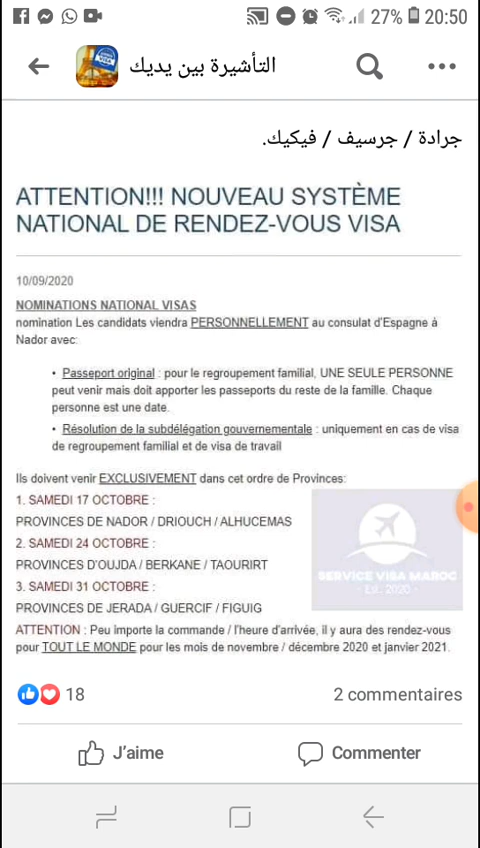 27% 20:50
التأشيرة بين يديك
جرادة / جرسيف / فيكيك.
ATTENTION!!! NOUVEAU SYSTÈME
NATIONAL DE RENDEZ-VOUS VISA
10/09/2020
NOMINATIONS NATIONAL VISAS
nomination Les candidats viendra PERSONNELLEMENT au consulat d'Espagne à
Nador avec:
• Passeport original : pour le regroupement familial, UNE SEULE PERSONNE
peut venir mais doit apporter les passeports du reste de la famille. Chaque
personne est une date.
• Résolution de la subdélégation gouvernementale : uniquement en cas de visa
de regroupement familial et de visa de travail
Ils doivent venir EXCLUSIVEMENT dans cet ordre de Provinces:
1. SAMEDI 17 OCTOBRE :
PROVINCES DE NADOR / DRIOUCH / ALHUCEMAS
2. SAMEDI 24 OCTOBRE :
PROVINCES D'OUJDA / BERKANE / TAOURIRT
3. SAMEDI 31 OCTOBRE :
PROVINCES DE JERADA / GUERCIF / FIGUIG
SERVICE VISA MAROC
- Est. 2020 -
ATTENTION : Peu importe la commande / l'heure d'arrivée, il y aura des rendez-vous
pour TOUT LE MONDE pour les mois de novembre / décembre 2020 et janvier 2021.
18
2 commentaires
J'aime
Commenter